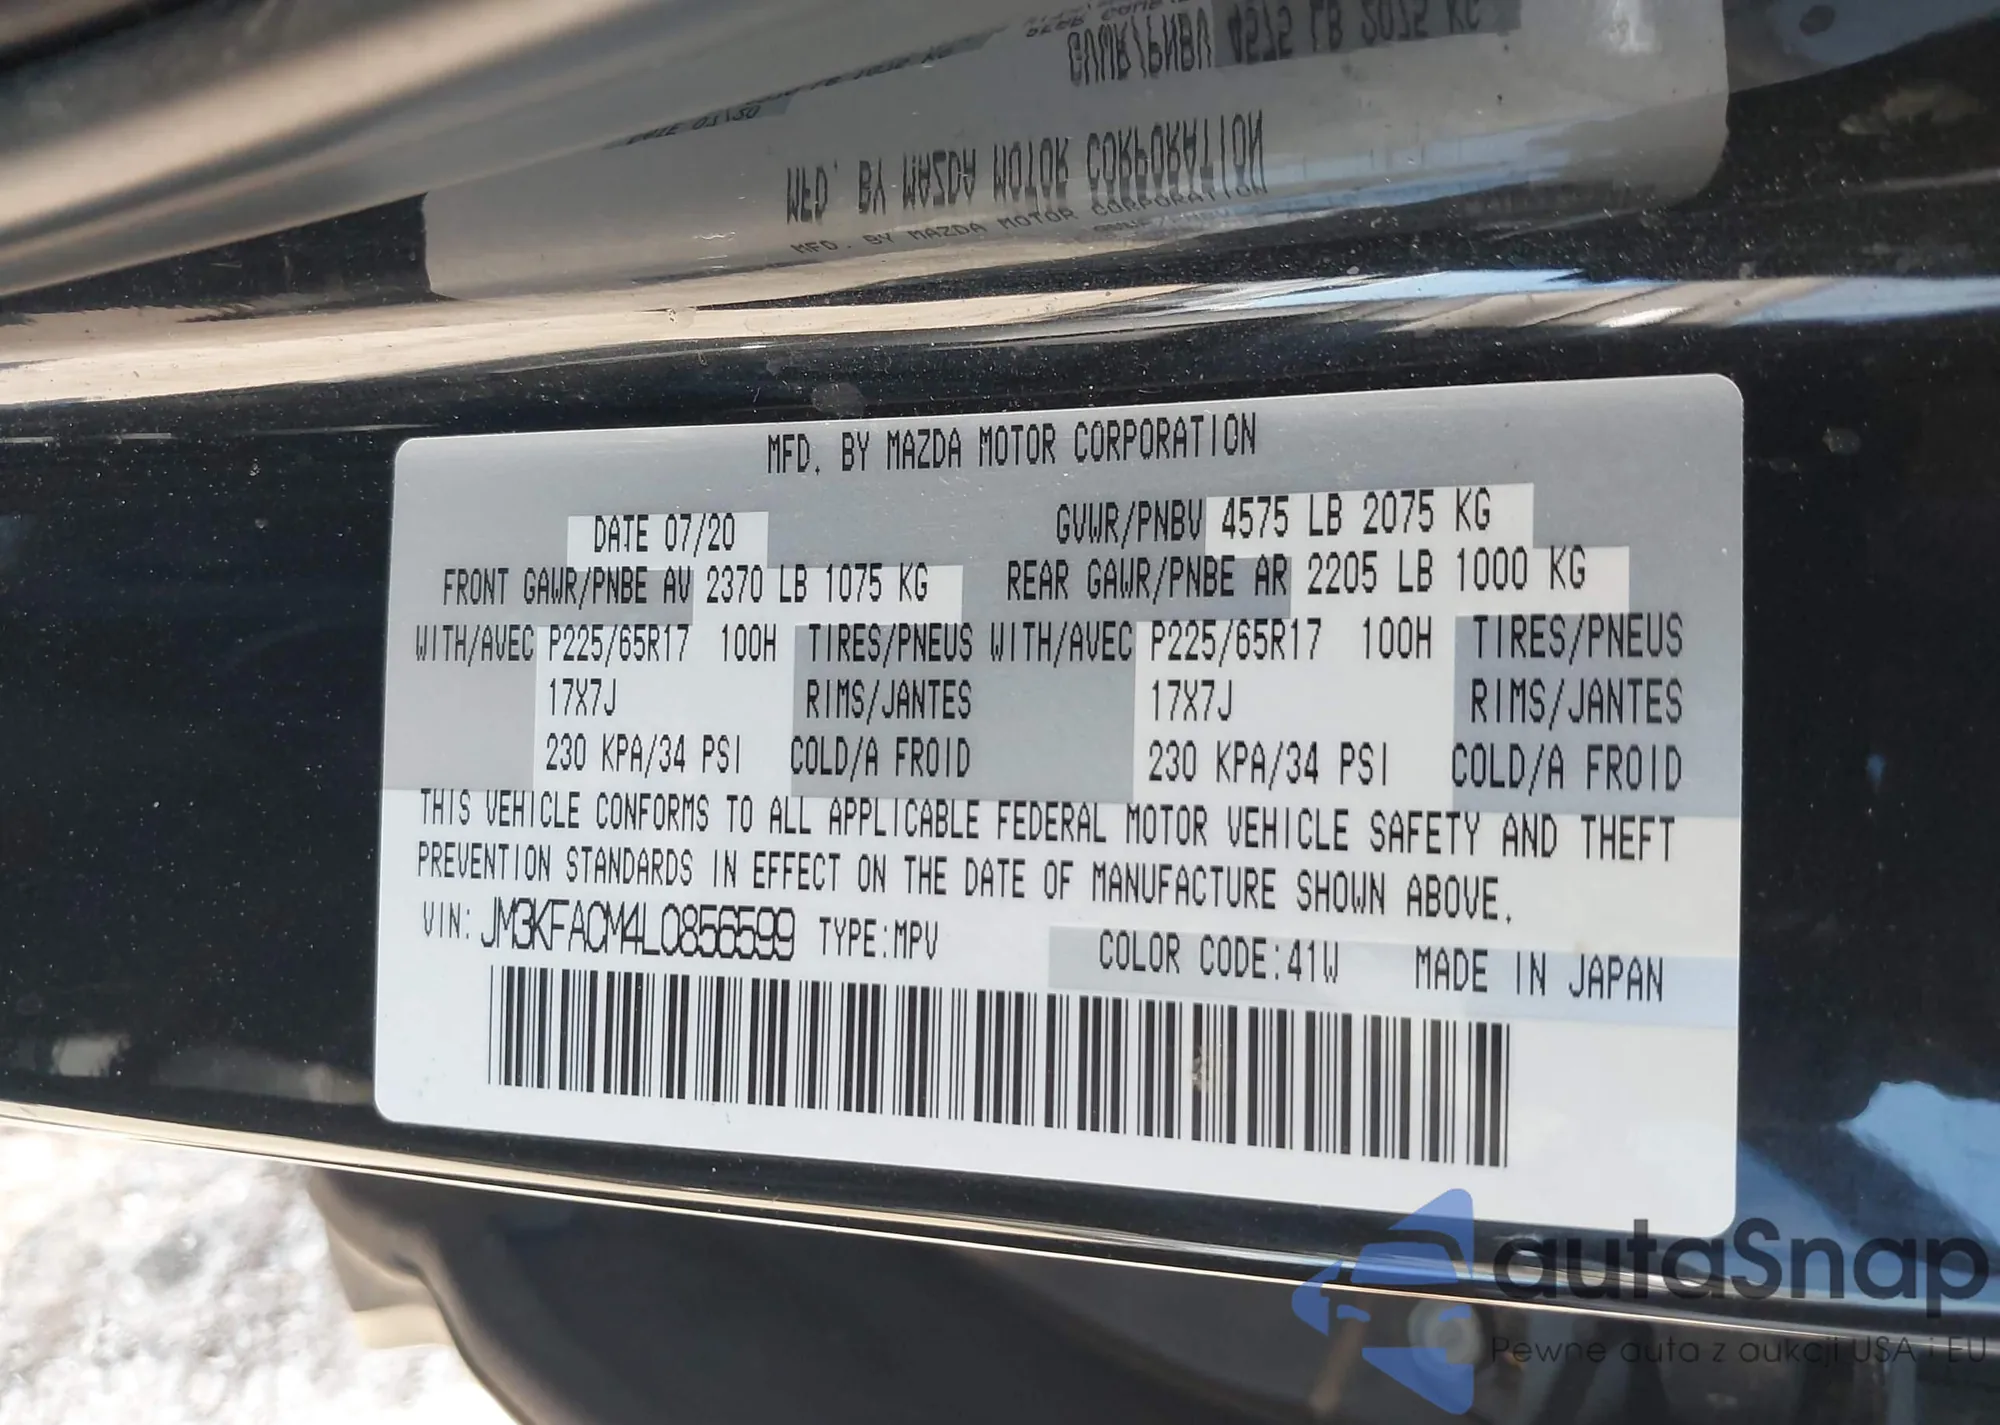 MFD. BY MAZDA MOTOR CORPORATION
DATE 07/20 GVWR/PNBV 4575 LB 2075 KG
FRONT GAWR/PNBE AV 2370 LB 1075 KG REAR GAWR/PNBE AR 2205 LB 1000 KG
WITH/AVEC P225/65R17 100H TIRES/PNEUS WITH/AVEC P225/65R17 100H TIRES/PNEUS
17X7J RIMS/JANTES 17X7J RIMS/JANTES
230 KPA/34 PSI COLD/A FROID 230 KPA/34 PSI COLD/A FROID
THIS VEHICLE CONFORMS TO ALL APPLICABLE FEDERAL MOTOR VEHICLE SAFETY AND THEFT
PREVENTION STANDARDS IN EFFECT ON THE DATE OF MANUFACTURE SHOWN ABOVE.
VIN: JM3KFACM4L0856599 TYPE:MPV COLOR CODE:41W MADE IN JAPAN
autaSnap
Pewne auta z aukcji USA i EU